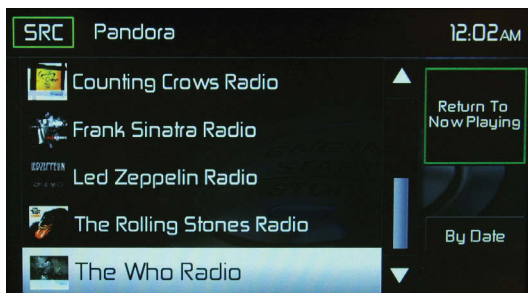 SRC Pandora 12:02AM
Counting Crows Radio
Frank Sinatra Radio
Led Zeppelin Radio
The Rolling Stones Radio
The Who Radio
Return To
Now Playing
By Date